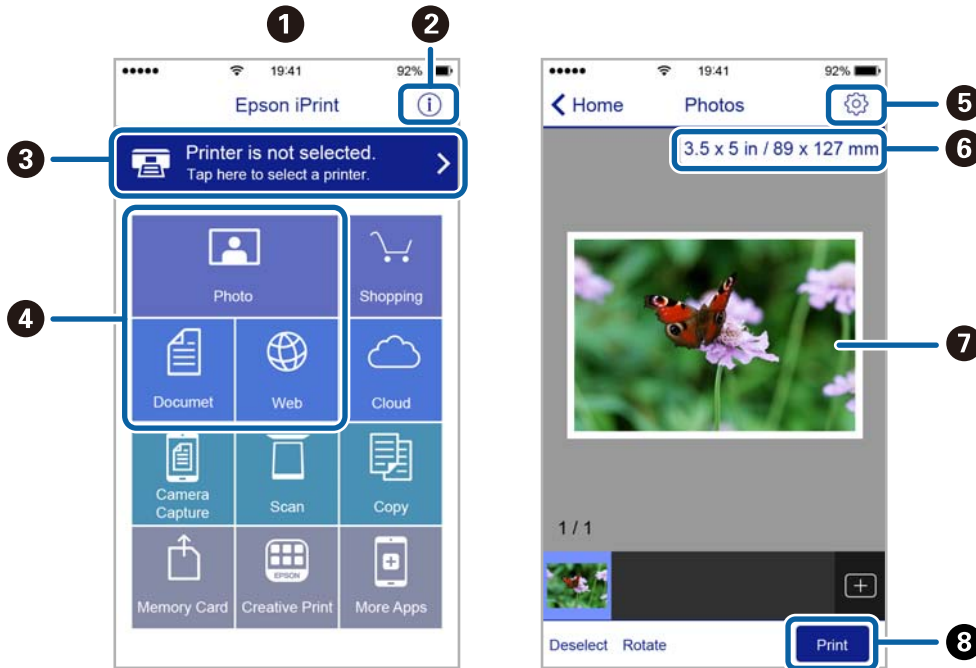 1
2
19:41
92%
Epson iPrint
i
3
Printer is not selected.
Tap here to select a printer.
4
Photo
Shopping
Documet
Web
Cloud
Camera
Capture
Scan
Copy
Memory Card
EPSON
Creative Print
More Apps
19:41
92%
Home
Photos
5
3.5 x 5 in / 89 x 127 mm
6
7
1 / 1
Deselect
Rotate
Print
8